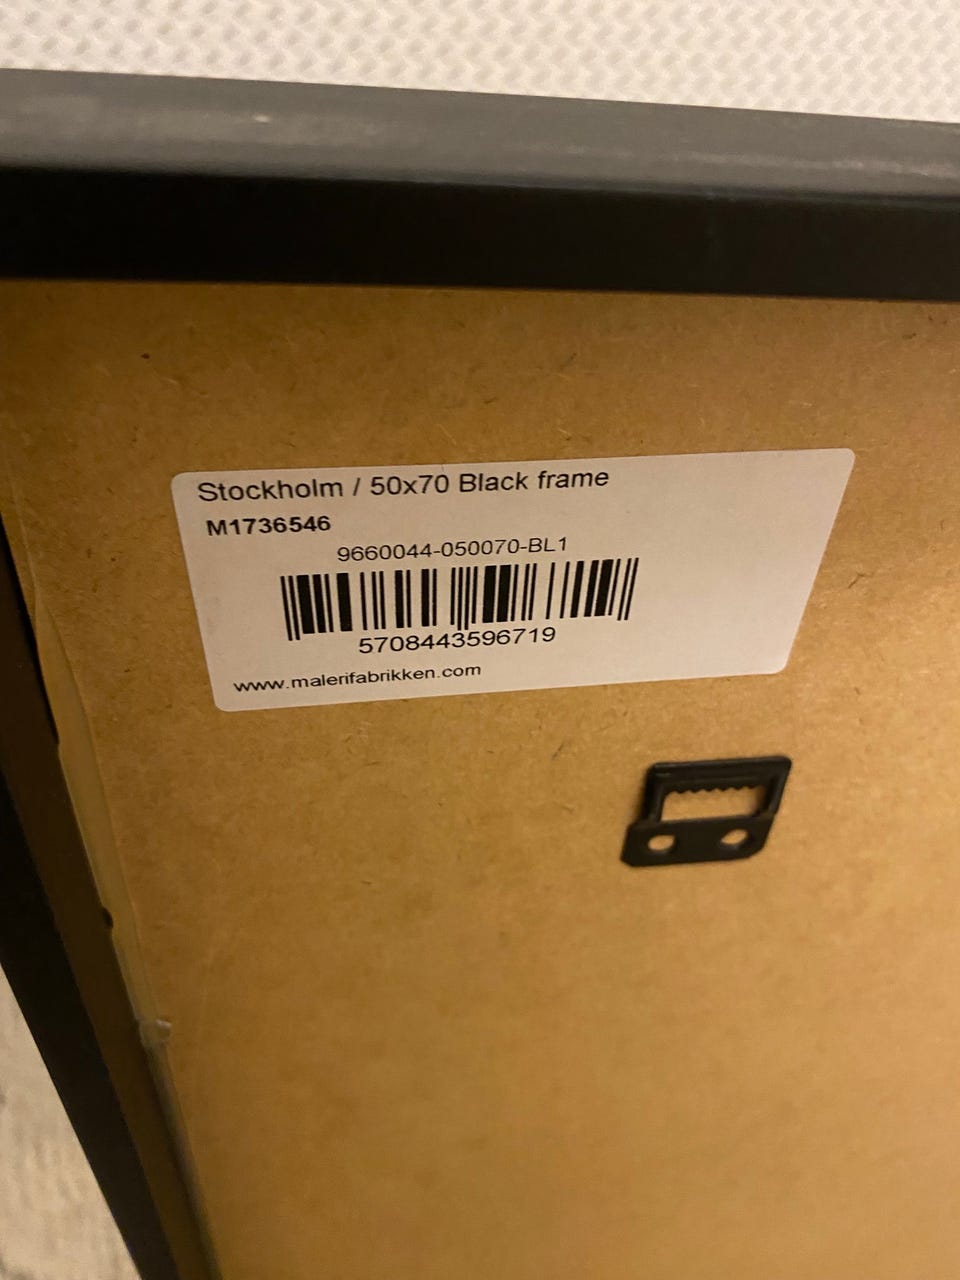 Stockholm / 50x70 Black frame
M1736546
9660044-050070-BL1
5708443596719
www.malerifabrikken.com